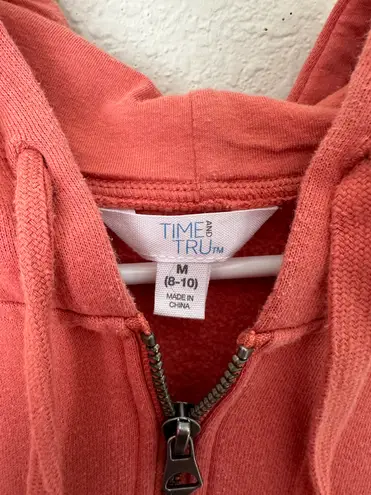 TIME AND
TRU™
M
(8-10)
MADE IN
CHINA